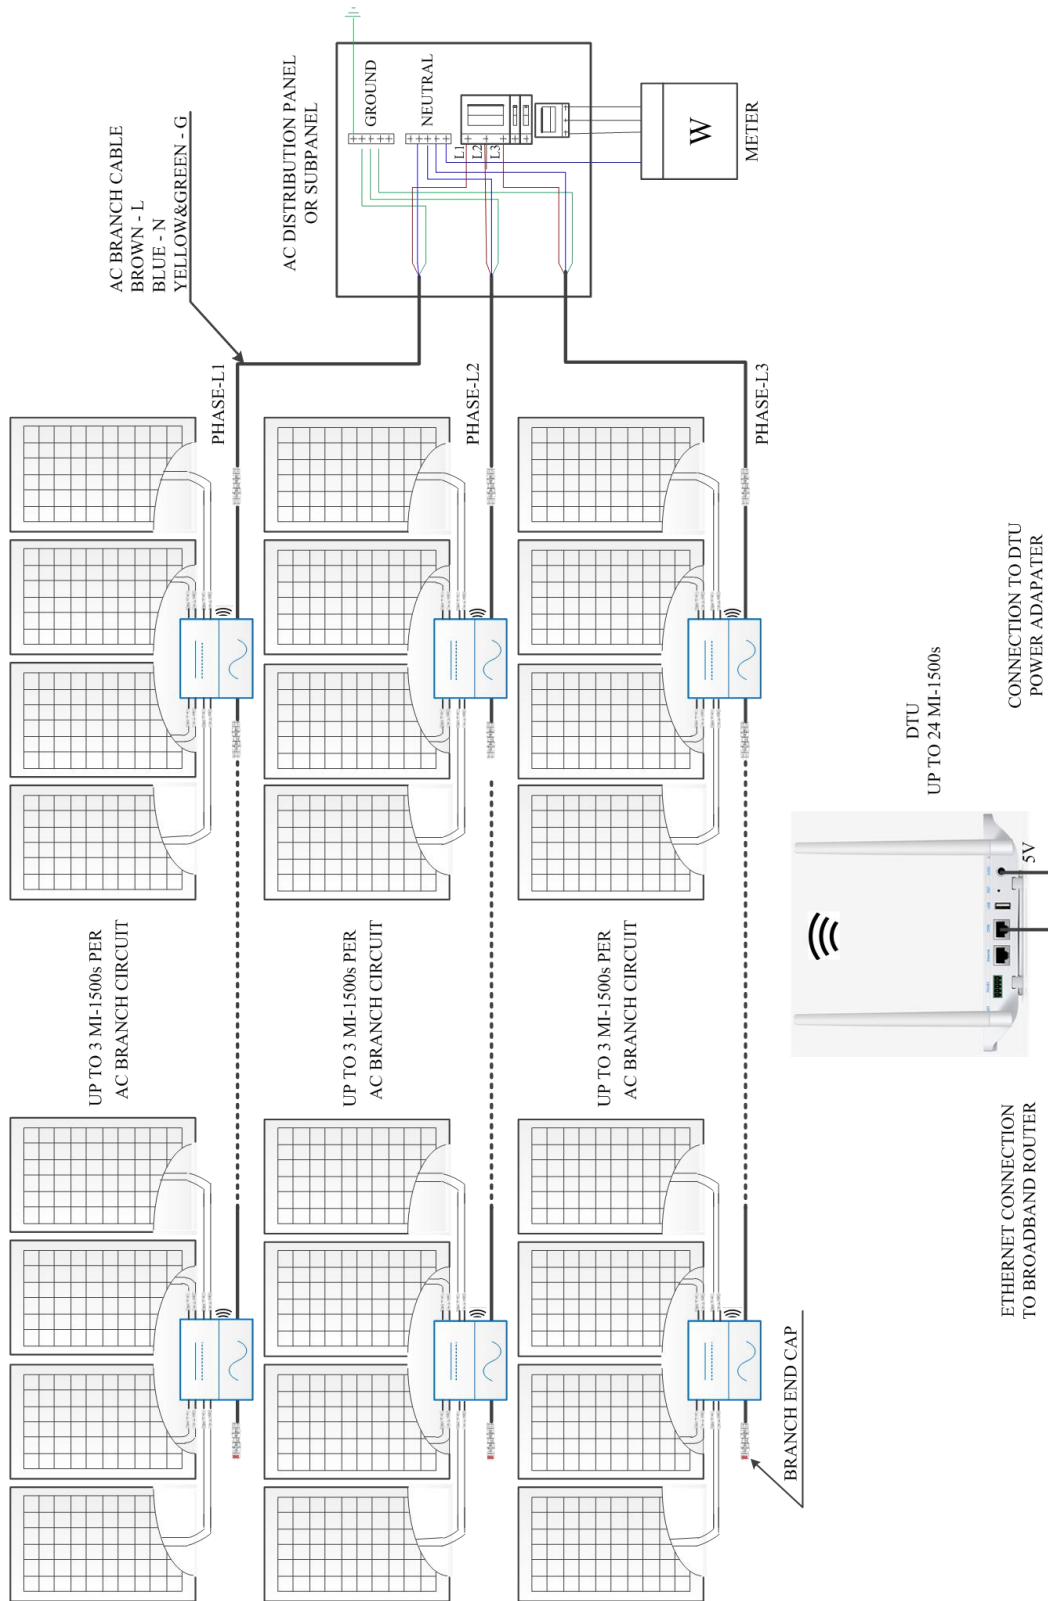 AC BRANCH CABLE
BROWN - L
BLUE - N
YELLOW&GREEN - G
AC DISTRIBUTION PANEL
OR SUBPANEL
GROUND
NEUTRAL
L1
L2
L3
W
METER
PHASE-L1
PHASE-L2
PHASE-L3
UP TO 3 MI-1500s PER
AC BRANCH CIRCUIT
UP TO 3 MI-1500s PER
AC BRANCH CIRCUIT
UP TO 3 MI-1500s PER
AC BRANCH CIRCUIT
BRANCH END CAP
DTU
UP TO 24 MI-1500s
5V
CONNECTION TO DTU
POWER ADAPATER
ETHERNET CONNECTION
TO BROADBAND ROUTER